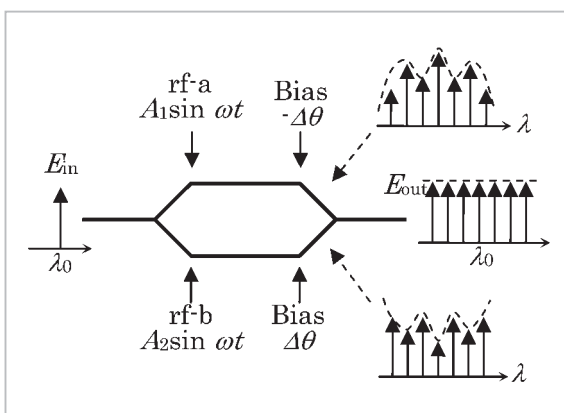 rf-a
A₁sin ωt
Bias
-Δθ
λ
Ein
λ₀
Eout
λ₀
rf-b
A₂sin ωt
Bias
Δθ
λ